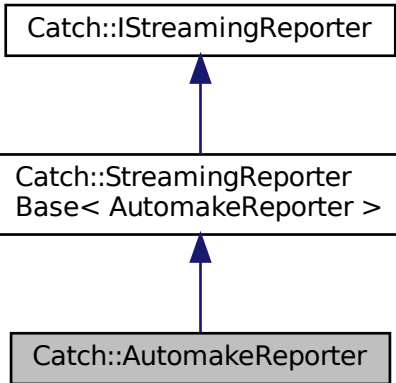 Catch::IStreamingReporter
Catch::StreamingReporter
Base< AutomakeReporter >
Catch::AutomakeReporter